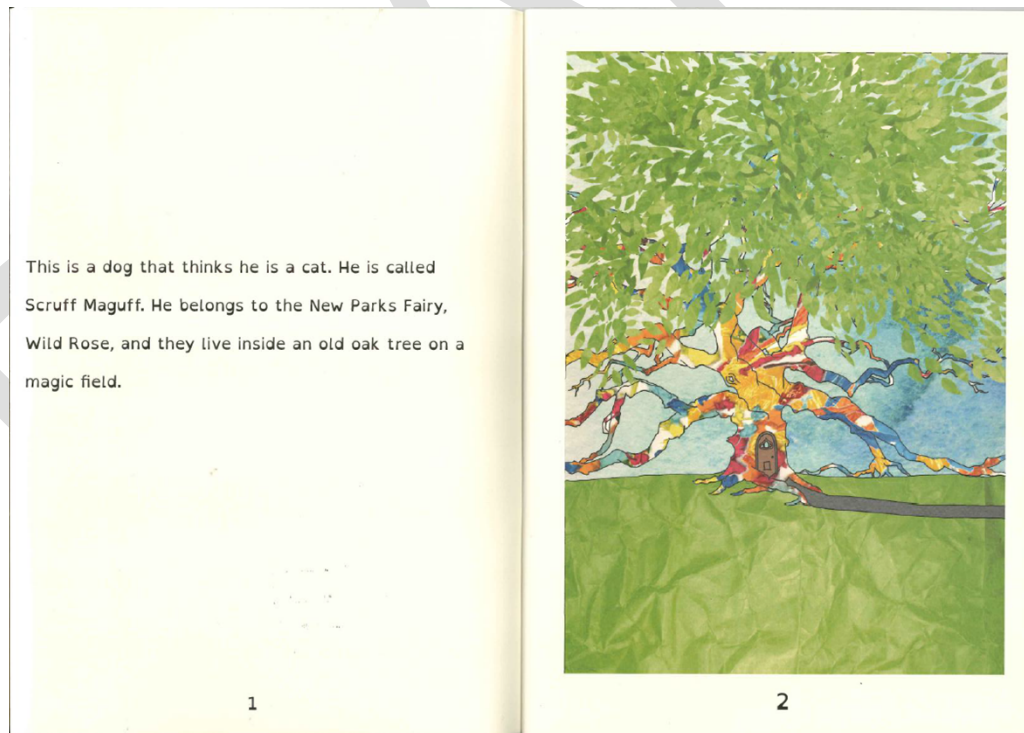 This is a dog that thinks he is a cat. He is called
Scruff Maguff. He belongs to the New Parks Fairy,
Wild Rose, and they live inside an old oak tree on a
magic field.
1
2